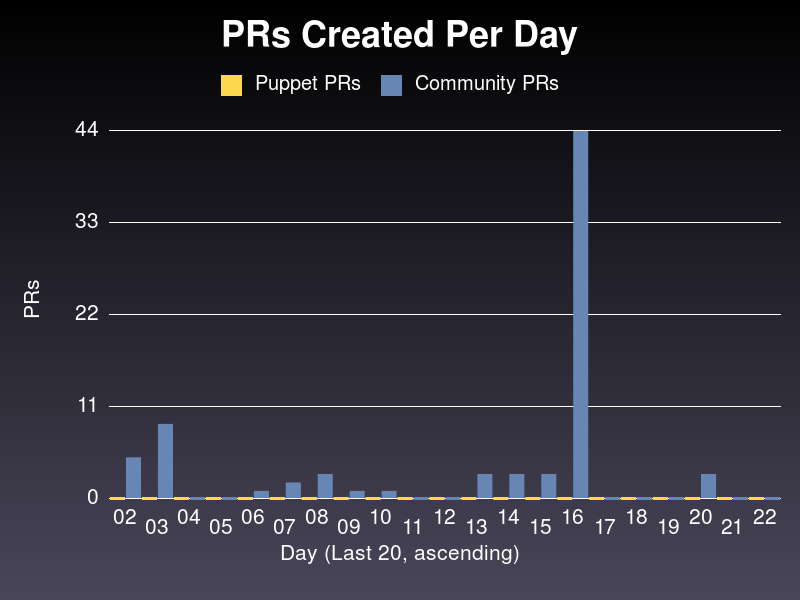 PRs Created Per Day
Puppet PRs Community PRs
44
33
22
11
0
PRs
02 03 04 05 06 07 08 09 10 11 12 13 14 15 16 17 18 19 20 21 22
Day (Last 20, ascending)